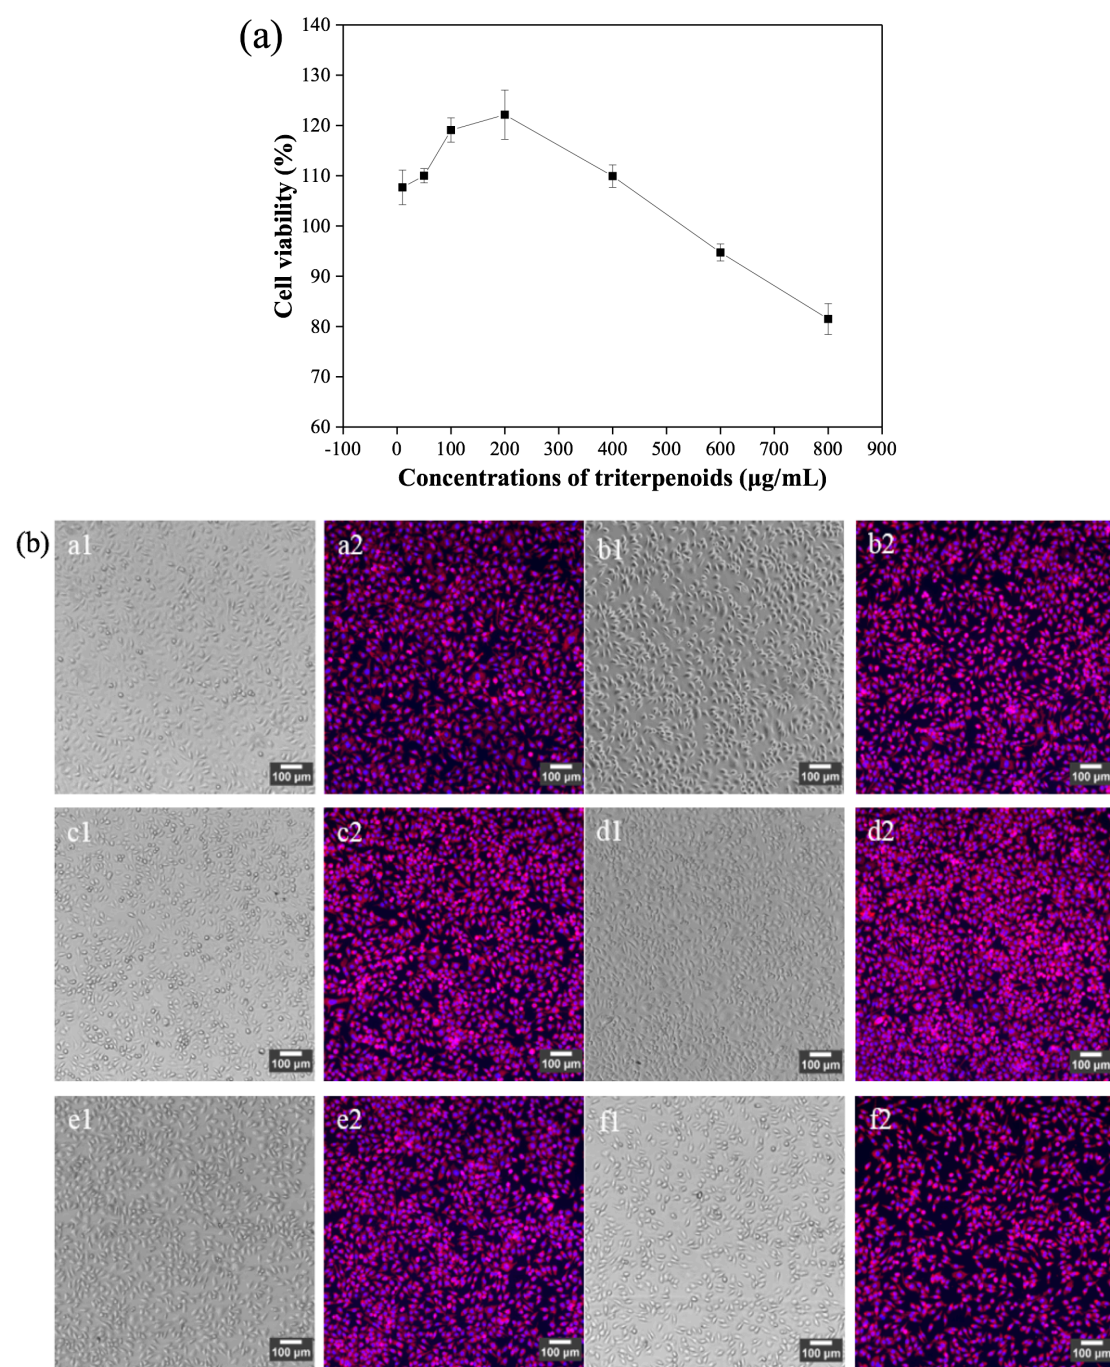 (a)
140
130
120
110
100
90
80
70
60
Cell viability (%)
-100 0 100 200 300 400 500 600 700 800 900
Concentrations of triterpenoids (μg/mL)
(b)
a1 a2 b1 b2
100 μm 100 μm 100 μm 100 μm
c1 c2 d1 d2
100 μm 100 μm 100 μm 100 μm
e1 e2 f1 f2
100 μm 100 μm 100 μm 100 μm